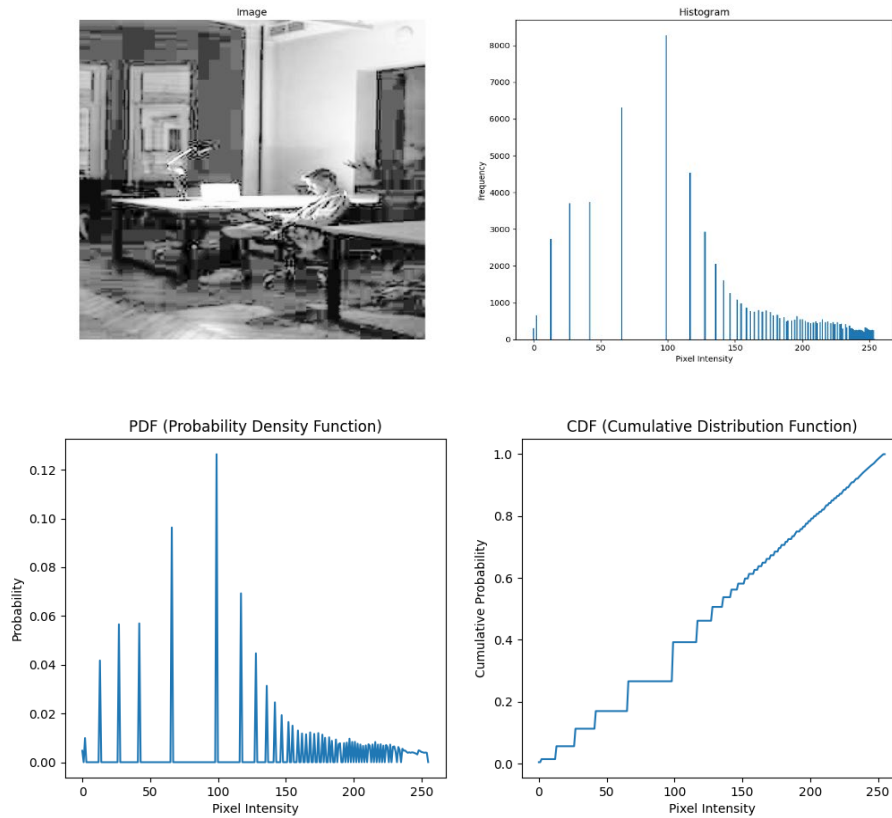 Image
Histogram
8000
7000
6000
5000
4000
3000
2000
1000
0
Frequency
0 50 100 150 200 250
Pixel Intensity
PDF (Probability Density Function)
0.12
0.10
0.08
0.06
0.04
0.02
0.00
Probability
0 50 100 150 200 250
Pixel Intensity
CDF (Cumulative Distribution Function)
1.0
0.8
0.6
0.4
0.2
0.0
Cumulative Probability
0 50 100 150 200 250
Pixel Intensity